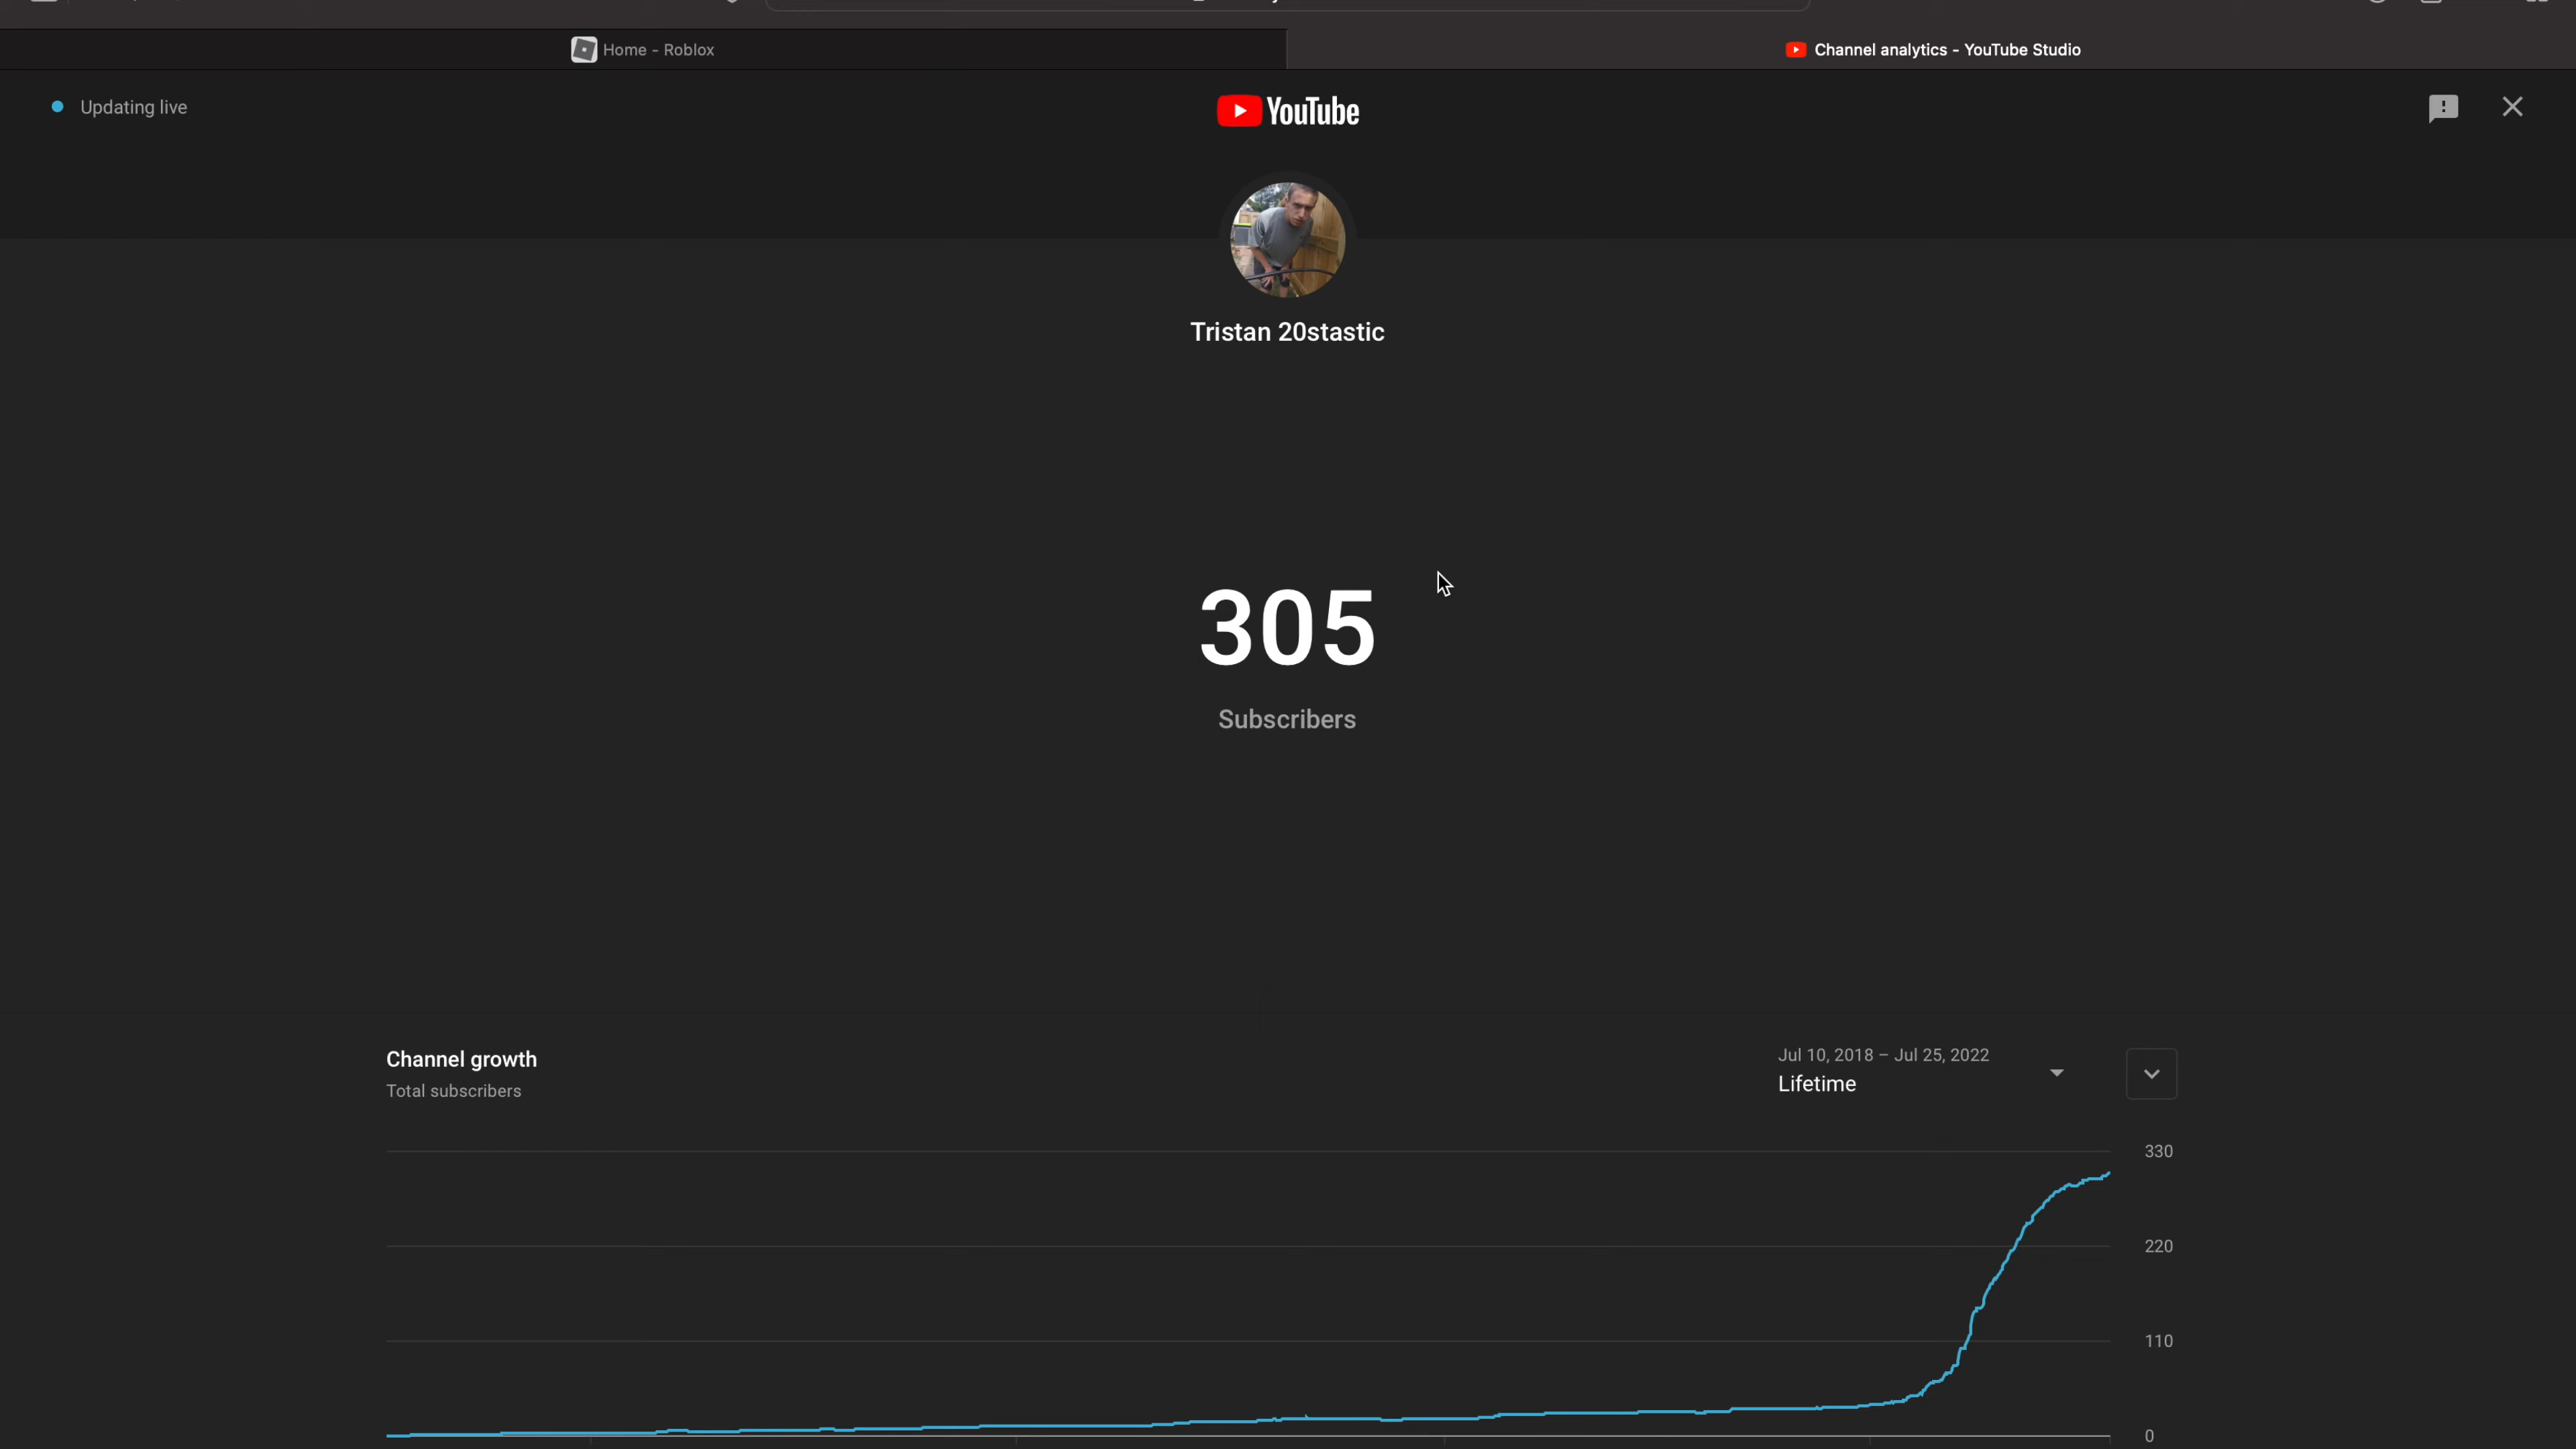 Home - Roblox
Channel analytics - YouTube Studio
Updating live
YouTube
Tristan 20stastic
305
Subscribers
Channel growth
Total subscribers
Jul 10, 2018 – Jul 25, 2022
Lifetime
330
220
110
0